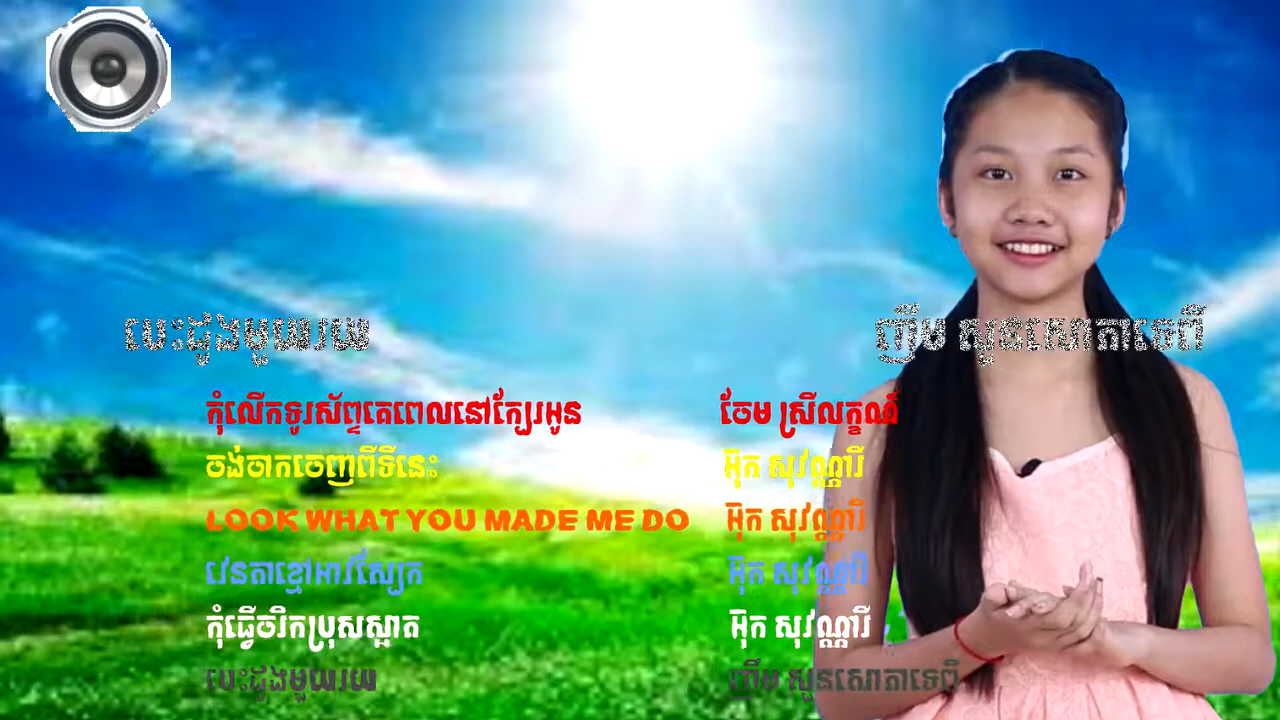 បេះដូងមួយរយ ញឹម សួនសោភាទេពី
កុំលើកទូរស័ព្ទគេពេលនៅក្បែរអូន ចែម ស្រីលក្ខណ៍
ចង់ចាកចេញពីទីនេះ អ៊ុក សុវណ្ណារី
LOOK WHAT YOU MADE ME DO អ៊ុក សុវណ្ណារី
វេនតាខ្មៅអាវស្បែក អ៊ុក សុវណ្ណារី
កុំធ្វើចរិកប្រុសស្អាត អ៊ុក សុវណ្ណារី
បេះដូងមួយរយ ញឹម សួនសោភាទេពី